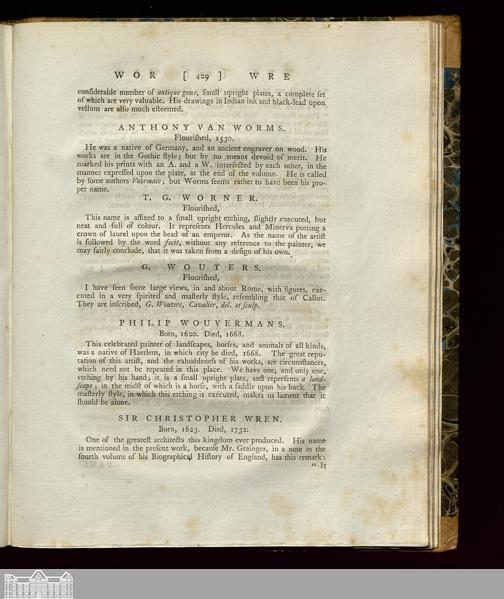 WOR [ 429 ] WRE
conſiderable number of antique gems, ſmall upright plates, a complete ſet
of which are very valuable. His drawings in Indian ink and black-lead upon
vellum are alſo much eſteemed.
ANTHONY VAN WORMS.
Flouriſhed, 1530.
He was a native of Germany, and an ancient engraver on wood. His
works are in the Gothic ſtyle; but by no means devoid of merit. He
marked his prints with an A. and a W. interſected by each other, in the
manner expreſſed upon the plate, at the end of the volume. He is called
by ſome authors Vuormace; but Worms ſeems rather to have been his pro-
per name.
T. G. WORNER.
Flouriſhed,
This name is affixed to a ſmall upright etching, ſlightly executed, but
neat and full of colour. It repreſents Hercules and Minerva putting a
crown of laurel upon the head of an emperor. As the name of the artiſt
is followed by the word fecit, without any reference to the painter, we
may fairly conclude, that it was taken from a deſign of his own.
G. WOUTERS.
Flouriſhed,
I have ſeen ſome large views, in and about Rome, with figures, exe-
cuted in a very ſpirited and maſterly ſtyle, reſembling that of Callot.
They are inſcribed, G. Wouters, Cavalier, del. et ſculp.
PHILIP WOUVERMANS.
Born, 1620. Died, 1668.
This celebrated painter of landſcapes, horſes, and animals of all kinds,
was a native of Haerlem, in which city he died, 1668. The great repu-
tation of this artiſt, and the valuableneſs of his works, are circumſtances,
which need not be repeated in this place. We have one, and only one,
etching by his hand; it is a ſmall upright plate, and repreſents a land-
ſcape; in the midſt of which is a horſe, with a ſaddle upon his back. The
maſterly ſtyle, in which this etching is executed, makes us lament that it
ſhould be alone.
SIR CHRISTOPHER WREN.
Born, 1623. Died, 1732.
One of the greateſt architects this kingdom ever produced. His name
is mentioned in the preſent work, becauſe Mr. Grainger, in a note in the
fourth volume of his Biographical Hiſtory of England, has this remark:
" It